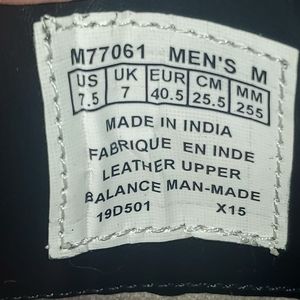 M77061 MEN'S M
US UK EUR CM MM
7.5 7 40.5 25.5 255
MADE IN INDIA
FABRIQUE EN INDE
LEATHER UPPER
BALANCE MAN-MADE
19D501 X15